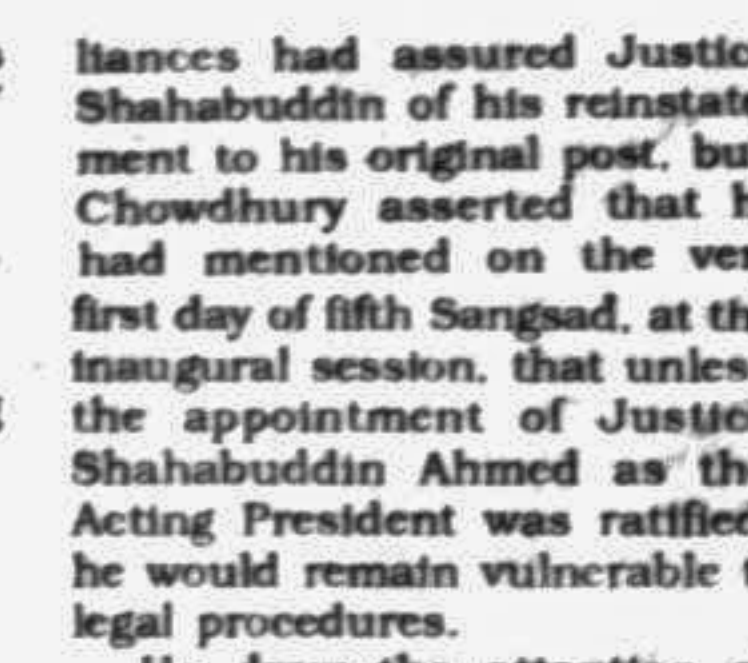 liances had assured Justic
Shahabuddin of his reinstate
ment to his original post, bu
Chowdhury asserted that h
had mentioned on the ver
first day of fifth Sangsad, at th
inaugural session, that unles
the appointment of Justic
Shahabuddin Ahmed as th
Acting President was ratified
he would remain vulnerable t
legal procedures.